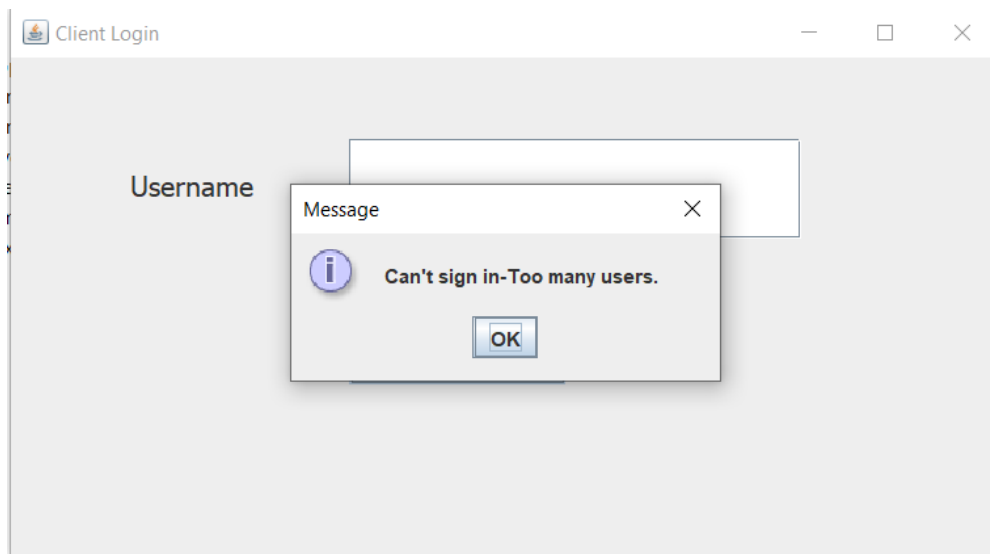 Client Login
Username
Message
Can't sign in-Too many users.
OK